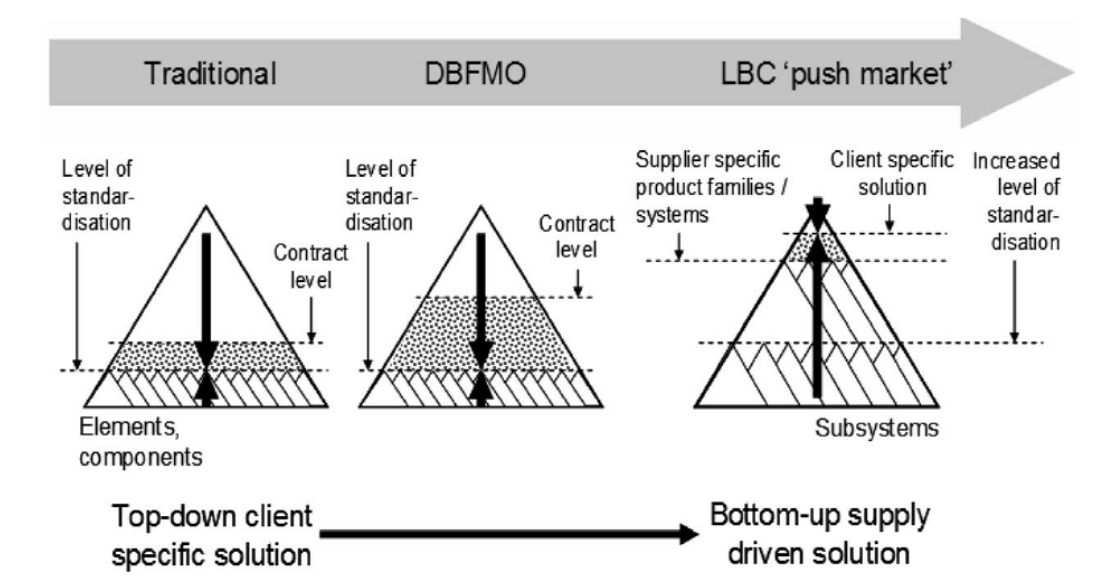 Traditional
DBFMO
LBC ‘push market’
Level of
standar-
disation
Contract
level
Elements,
components
Level of
standar-
disation
Contract
level
Supplier specific
product families /
systems
Client specific
solution
Increased
level of
standar-
disation
Subsystems
Top-down client
specific solution
Bottom-up supply
driven solution